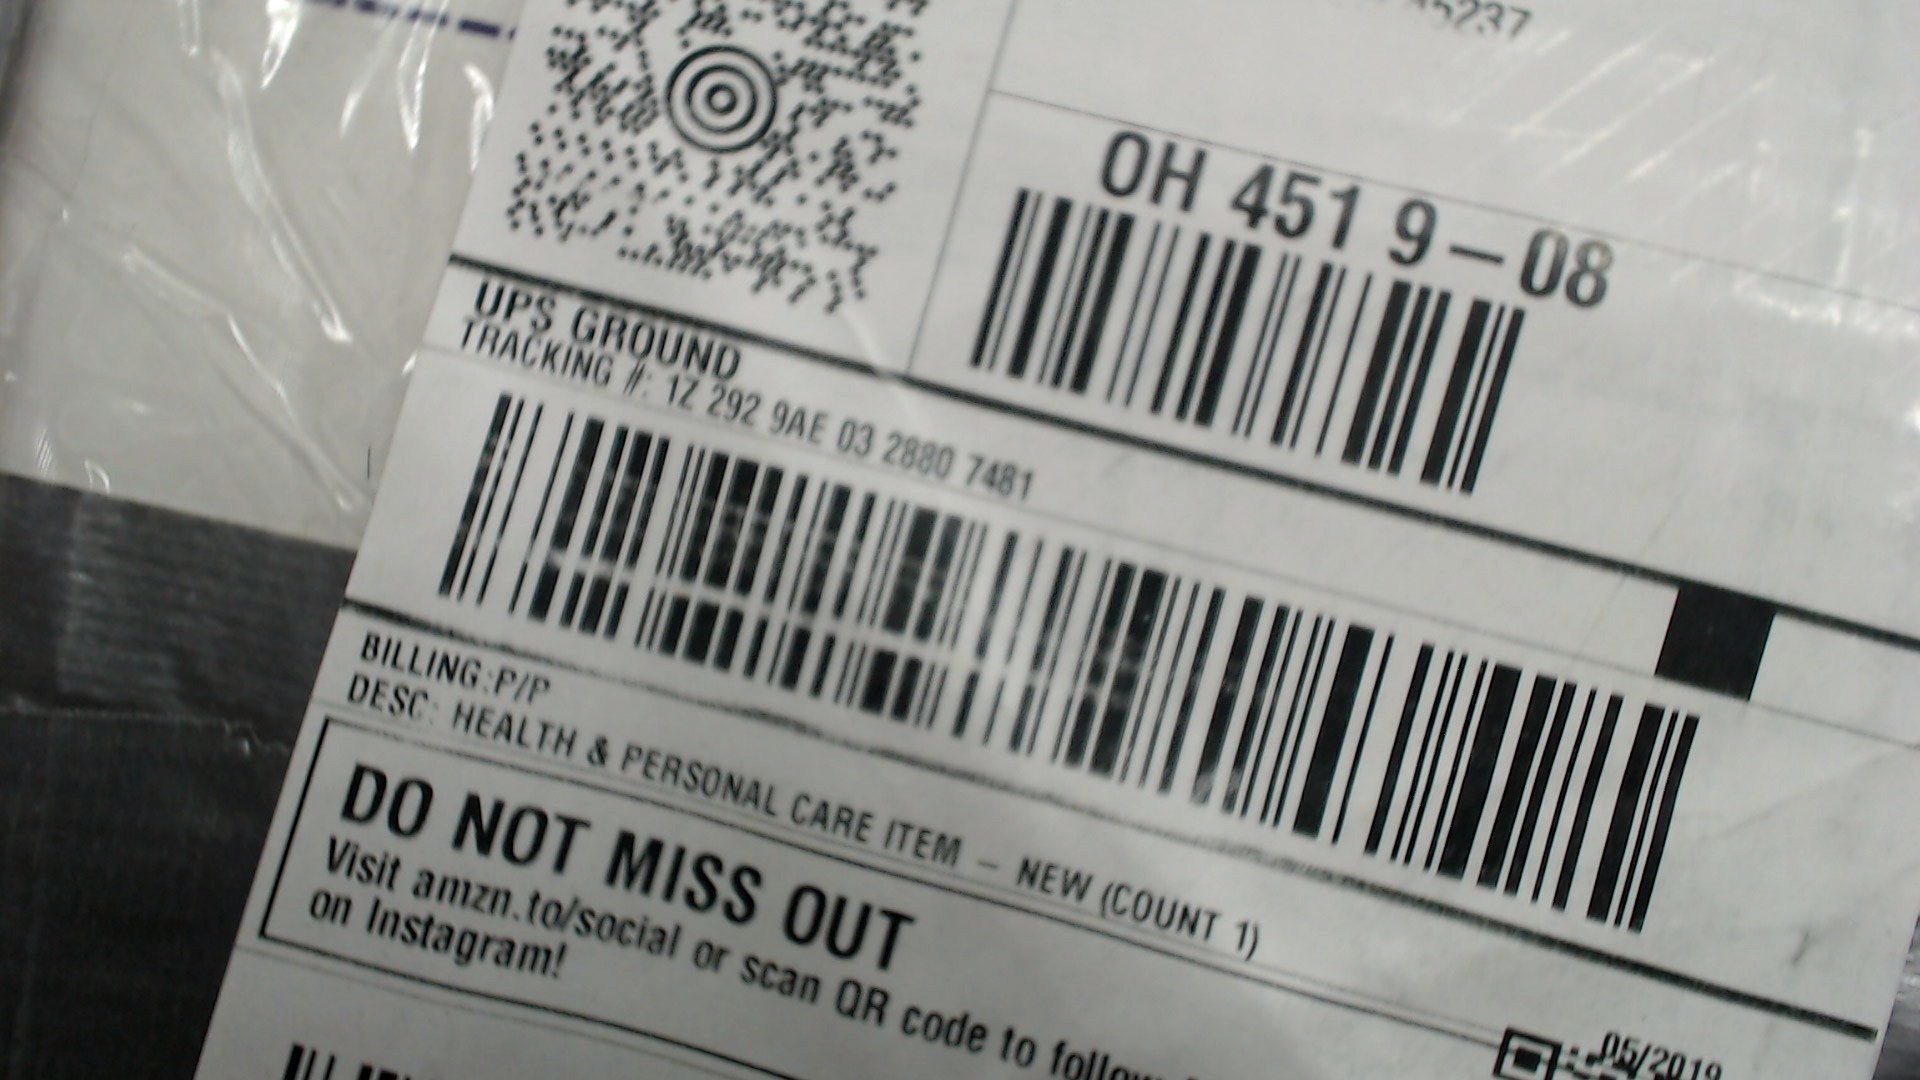 OH 451 9-08
UPS GROUND
TRACKING #: 1Z 292 9AE 03 2880 7481
BILLING:P/P
DESC: HEALTH & PERSONAL CARE ITEM - NEW (COUNT 1)
DO NOT MISS OUT
Visit amzn.to/social or scan QR code to follow
on Instagram!
05/2019